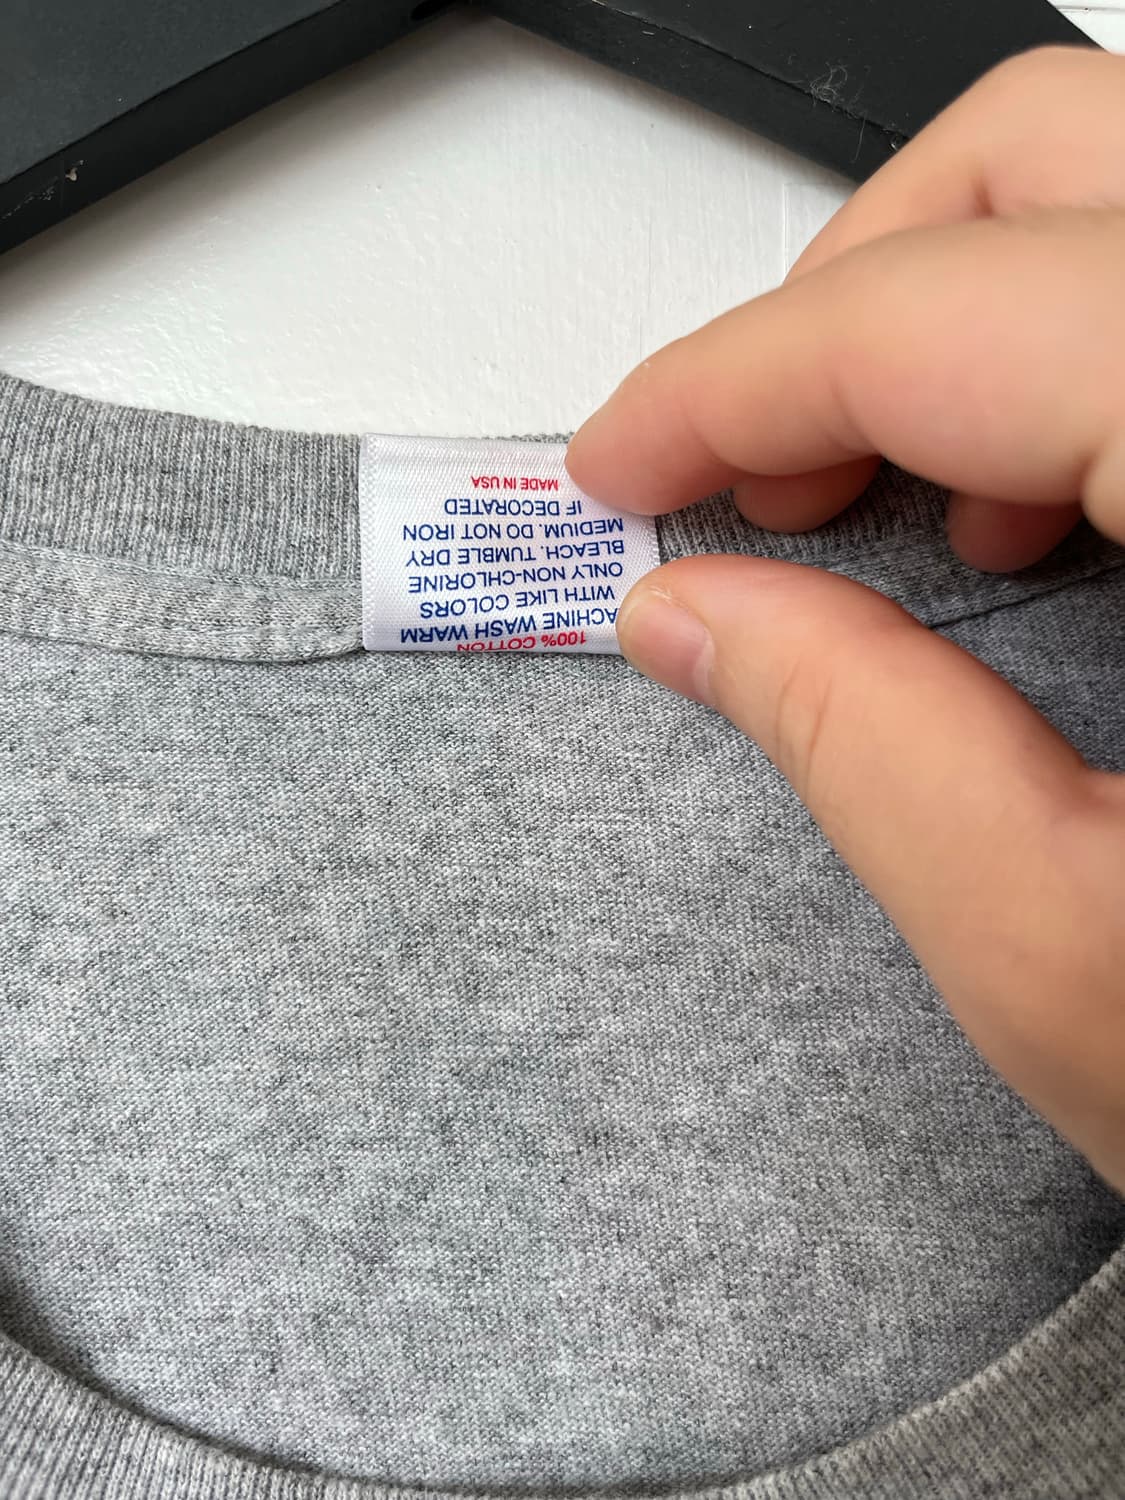 100% COTTON
ACHINE WASH WARM
WITH LIKE COLORS
ONLY NON-CHLORINE
BLEACH. TUMBLE DRY
MEDIUM. DO NOT IRON
IF DECORATED
MADE IN USA